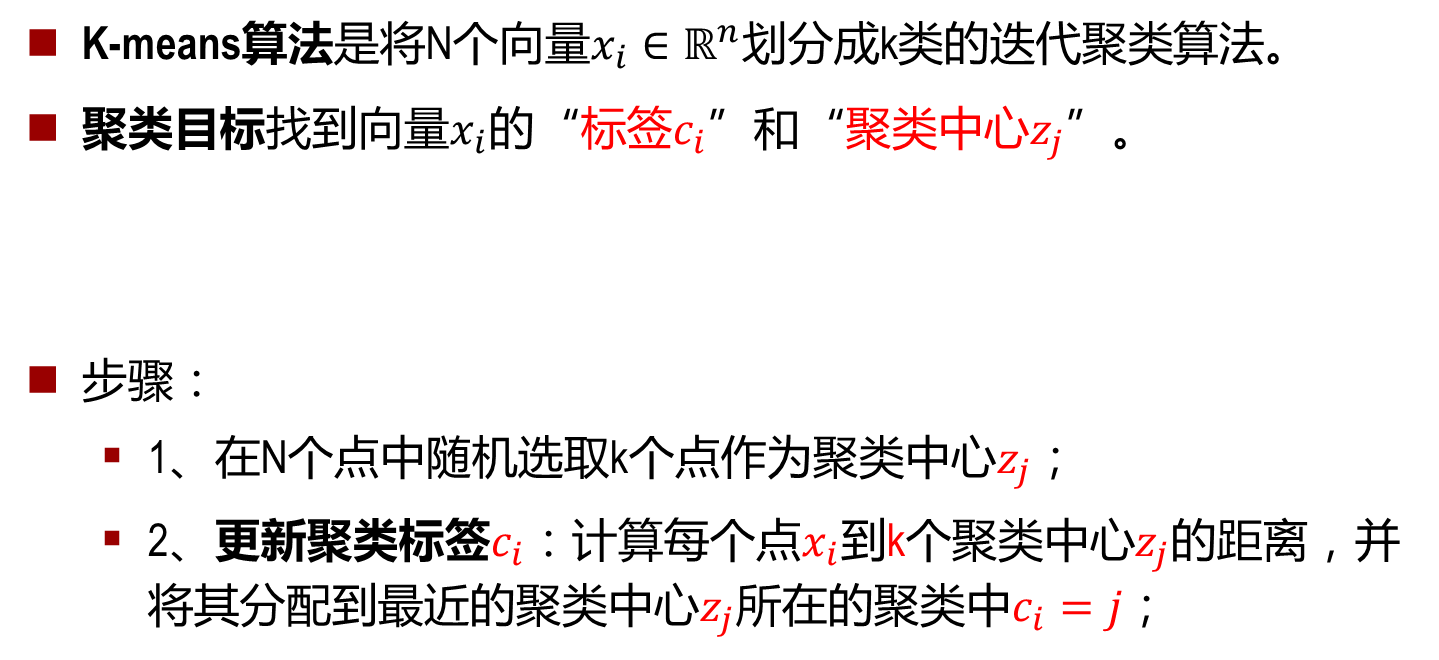 K-means算法是将N个向量𝑥ᵢ ∈ ℝⁿ划分成k类的迭代聚类算法。
聚类目标找到向量𝑥ᵢ的“标签𝑐ᵢ”和“聚类中心𝑧ⱼ”。
步骤：
1、在N个点中随机选取k个点作为聚类中心𝑧ⱼ；
2、更新聚类标签𝑐ᵢ：计算每个点𝑥ᵢ到k个聚类中心𝑧ⱼ的距离，并
将其分配到最近的聚类中心𝑧ⱼ所在的聚类中𝑐ᵢ = 𝑗；